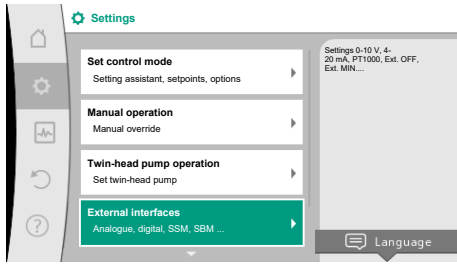 Settings
Set control mode
Setting assistant, setpoints, options
Manual operation
Manual override
Twin-head pump operation
Set twin-head pump
External interfaces
Analogue, digital, SSM, SBM ...
Settings 0-10 V, 4-
20 mA, PT1000, Ext. OFF,
Ext. MIN....
Language